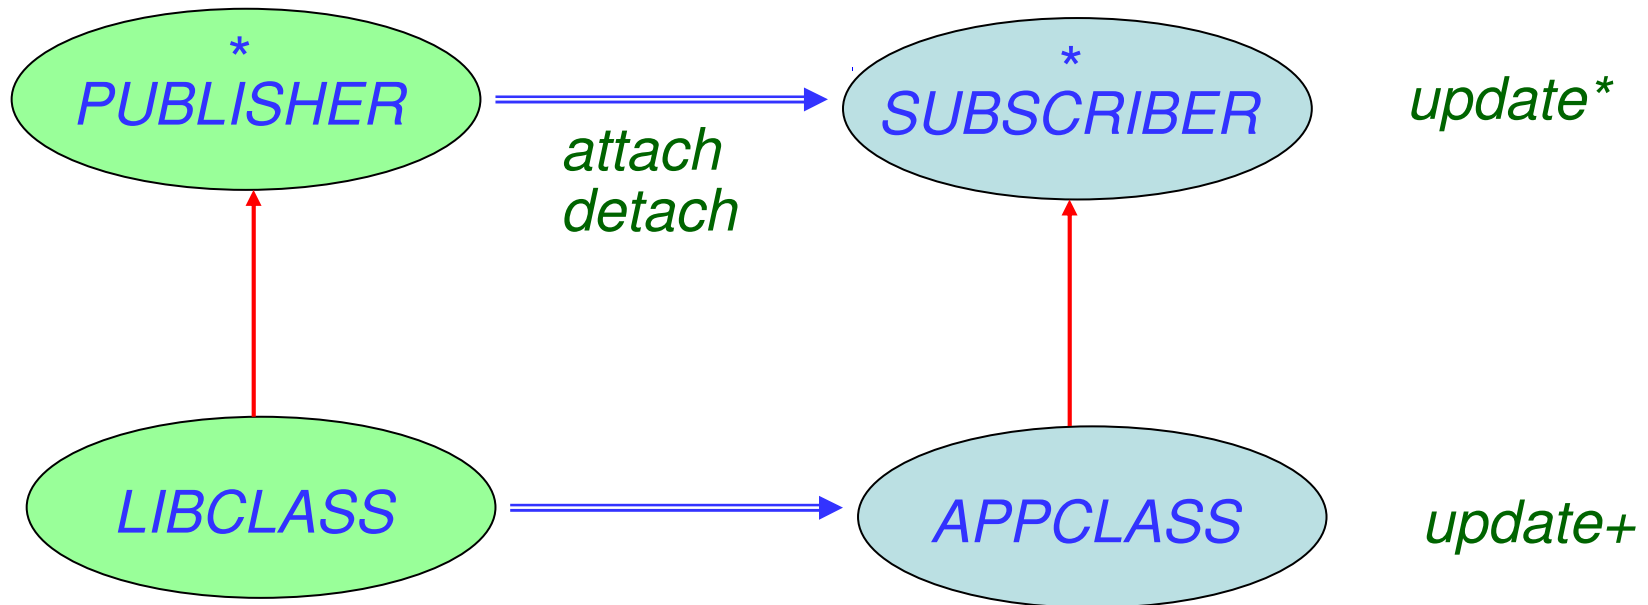 *
PUBLISHER
*
SUBSCRIBER
update*
attach
detach
LIBCLASS
APPCLASS
update+